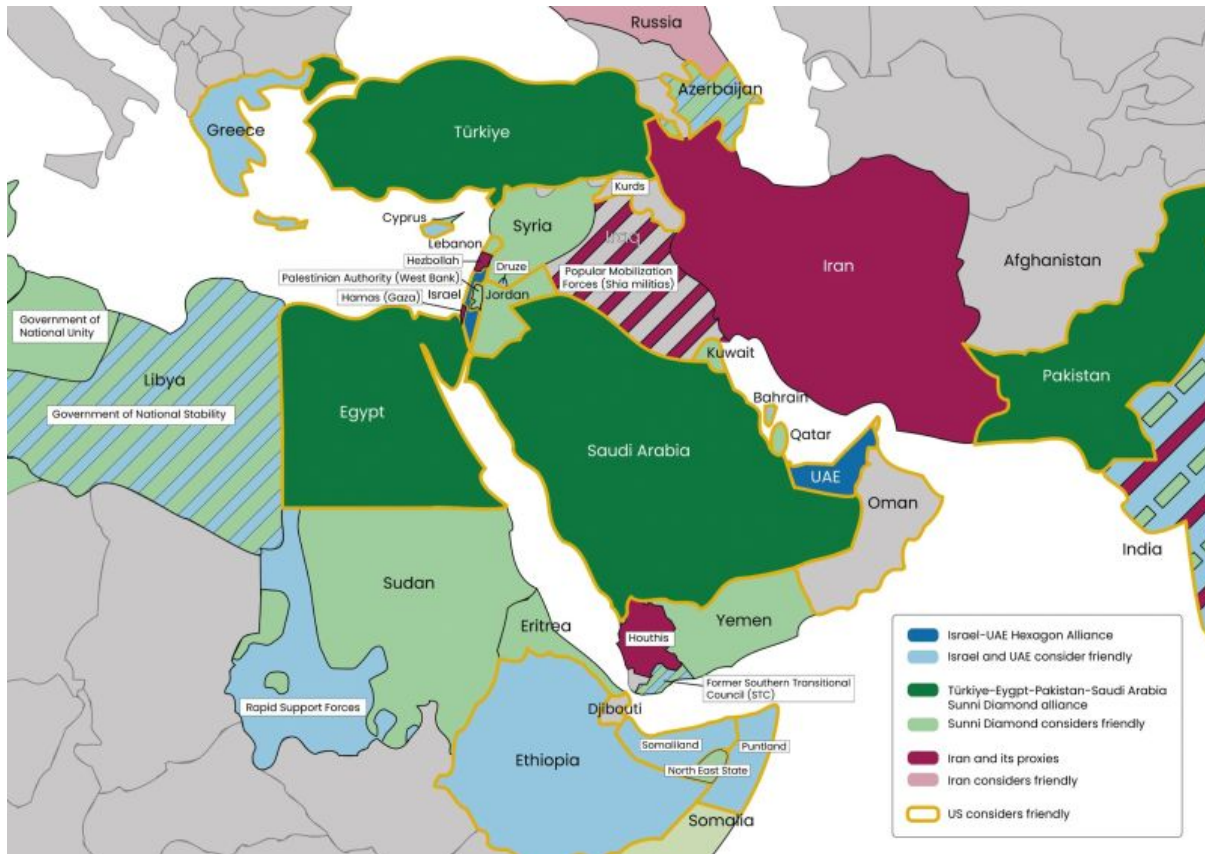 Russia
Azerbaijan
Greece
Türkiye
Kurds
Cyprus
Syria
Lebanon
Iraq
Hezbollah
Druze
Iran
Afghanistan
Palestinian Authority (West Bank)
Popular Mobilization
Forces (Shia militias)
Israel
Jordan
Hamas (Gaza)
Government of
National Unity
Kuwait
Libya
Pakistan
Bahrain
Government of National Stability
Egypt
Qatar
Saudi Arabia
UAE
Oman
India
Sudan
Eritrea
Yemen
Houthis
Former Southern Transitional
Council (STC)
Rapid Support Forces
Djibouti
Somaliland
Puntland
Ethiopia
North East State
Somalia
Israel-UAE Hexagon Alliance
Israel and UAE consider friendly
Türkiye-Eygpt-Pakistan-Saudi Arabia
Sunni Diamond alliance
Sunni Diamond considers friendly
Iran and its proxies
Iran considers friendly
US considers friendly